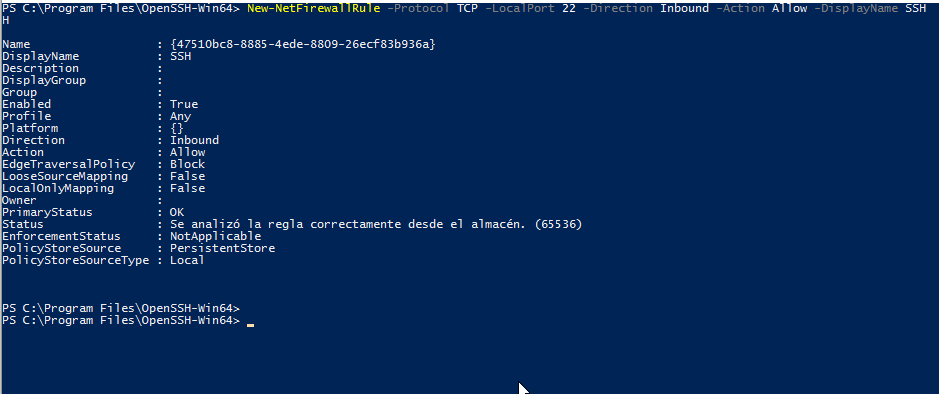 PS C:\Program Files\OpenSSH-Win64> New-NetFirewallRule -Protocol TCP -LocalPort 22 -Direction Inbound -Action Allow -DisplayName SSH
H
Name                  : {47510bc8-8885-4ede-8809-26ecf83b936a}
DisplayName           : SSH
Description           :
DisplayGroup          :
Group                 :
Enabled               : True
Profile               : Any
Platform              : {}
Direction             : Inbound
Action                : Allow
EdgeTraversalPolicy   : Block
LooseSourceMapping    : False
LocalOnlyMapping      : False
Owner                 :
PrimaryStatus         : OK
Status                : Se analizó la regla correctamente desde el almacén. (65536)
EnforcementStatus     : NotApplicable
PolicyStoreSource     : PersistentStore
PolicyStoreSourceType : Local
PS C:\Program Files\OpenSSH-Win64>
PS C:\Program Files\OpenSSH-Win64> _